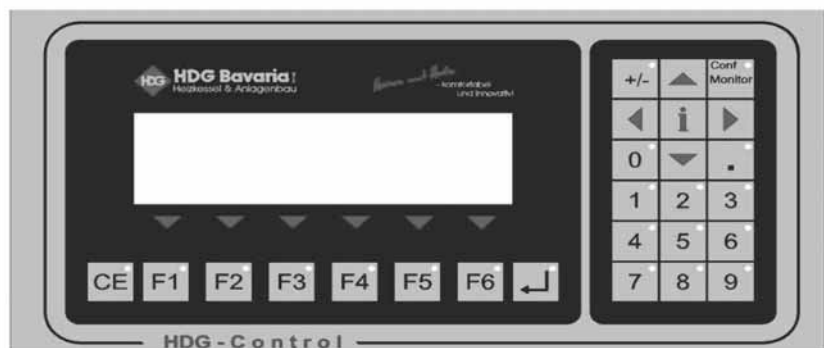 HDG
HDG Bavaria
Heizkessel & Anlagenbau
- komfortabel
und innovativ!
+/-
Conf
Monitor
i
0 .
1 2 3
4 5 6
7 8 9
CE F1 F2 F3 F4 F5 F6
HDG-Control